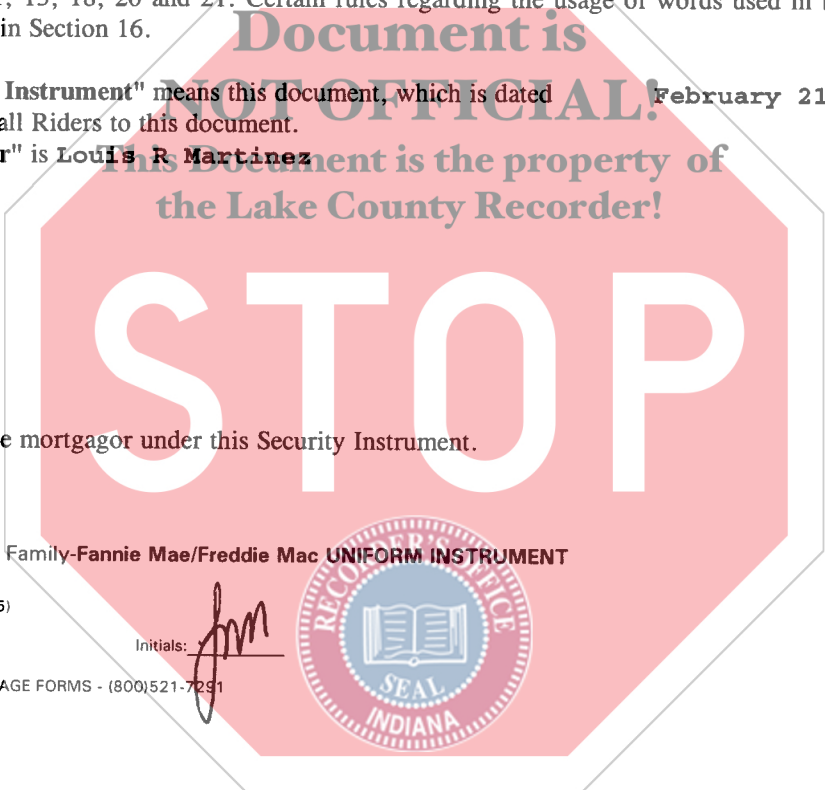 15, 18, 20 and 21. Certain rules regarding the usage of words used in
in Section 16.
Document is
Instrument" means this document, which is dated February 21
NOT OFFICIAL!
all Riders to this document.
r" is Louis R Martinez
This Document is the property of
the Lake County Recorder!
STOP
e mortgagor under this Security Instrument.
Family-Fannie Mae/Freddie Mac UNIFORM INSTRUMENT
Initials:
AGE FORMS - (800)521-7291
RECORDER'S OFFICE
SEAL
INDIANA